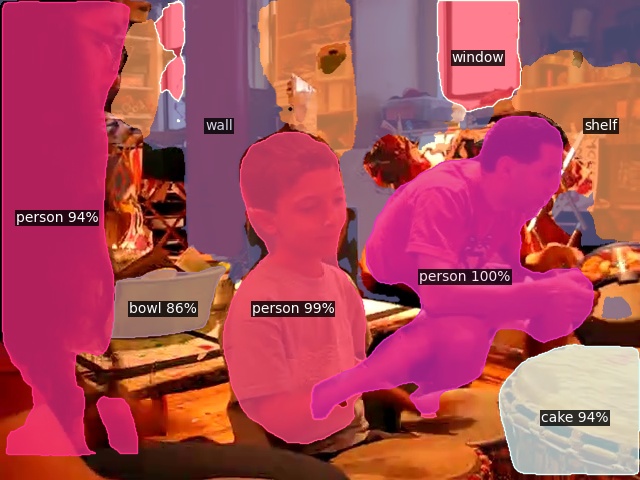 window
wall
shelf
person 94%
person 100%
bowl 86%
person 99%
cake 94%